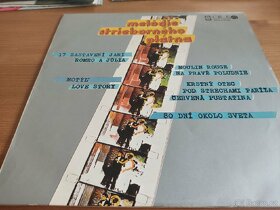 melodie
strieborného
plátna
17 ZASTAVENÍ JARI
ROMEO A JÚLIA
MOTÝĽ
LOVE STORY
MOULIN ROUGE
NA PRAVÉ POLUDNIE
KRSTNÝ OTEC
POD STRECHAMI PARÍŽA
ČERVENÁ PUSTATINA
80 DNÍ OKOLO SVETA